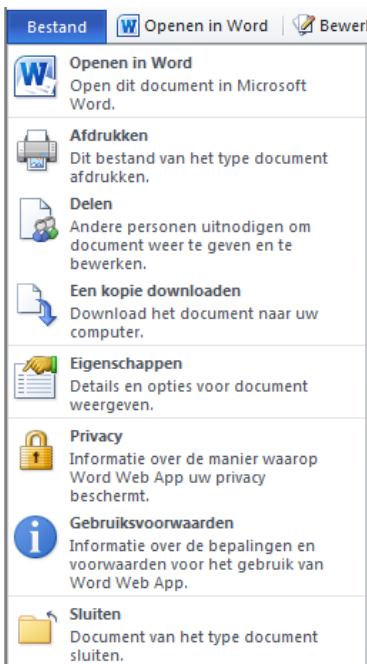 Bestand Openen in Word Bewer
Openen in Word
Open dit document in Microsoft
Word.
Afdrukken
Dit bestand van het type document
afdrukken.
Delen
Andere personen uitnodigen om
document weer te geven en te
bewerken.
Een kopie downloaden
Download het document naar uw
computer.
Eigenschappen
Details en opties voor document
weergeven.
Privacy
Informatie over de manier waarop
Word Web App uw privacy
beschermt.
Gebruiksvoorwaarden
Informatie over de bepalingen en
voorwaarden voor het gebruik van
Word Web App.
Sluiten
Document van het type document
sluiten.